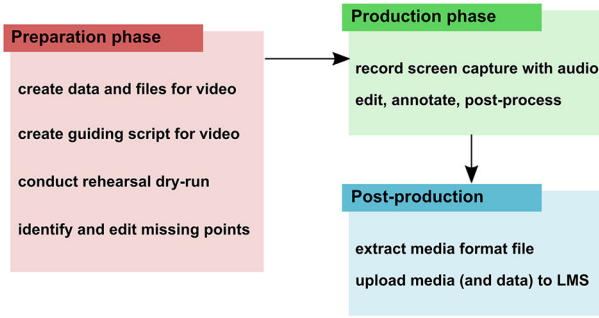 Preparation phase
create data and files for video
create guiding script for video
conduct rehearsal dry-run
identify and edit missing points
Production phase
record screen capture with audio
edit, annotate, post-process
Post-production
extract media format file
upload media (and data) to LMS